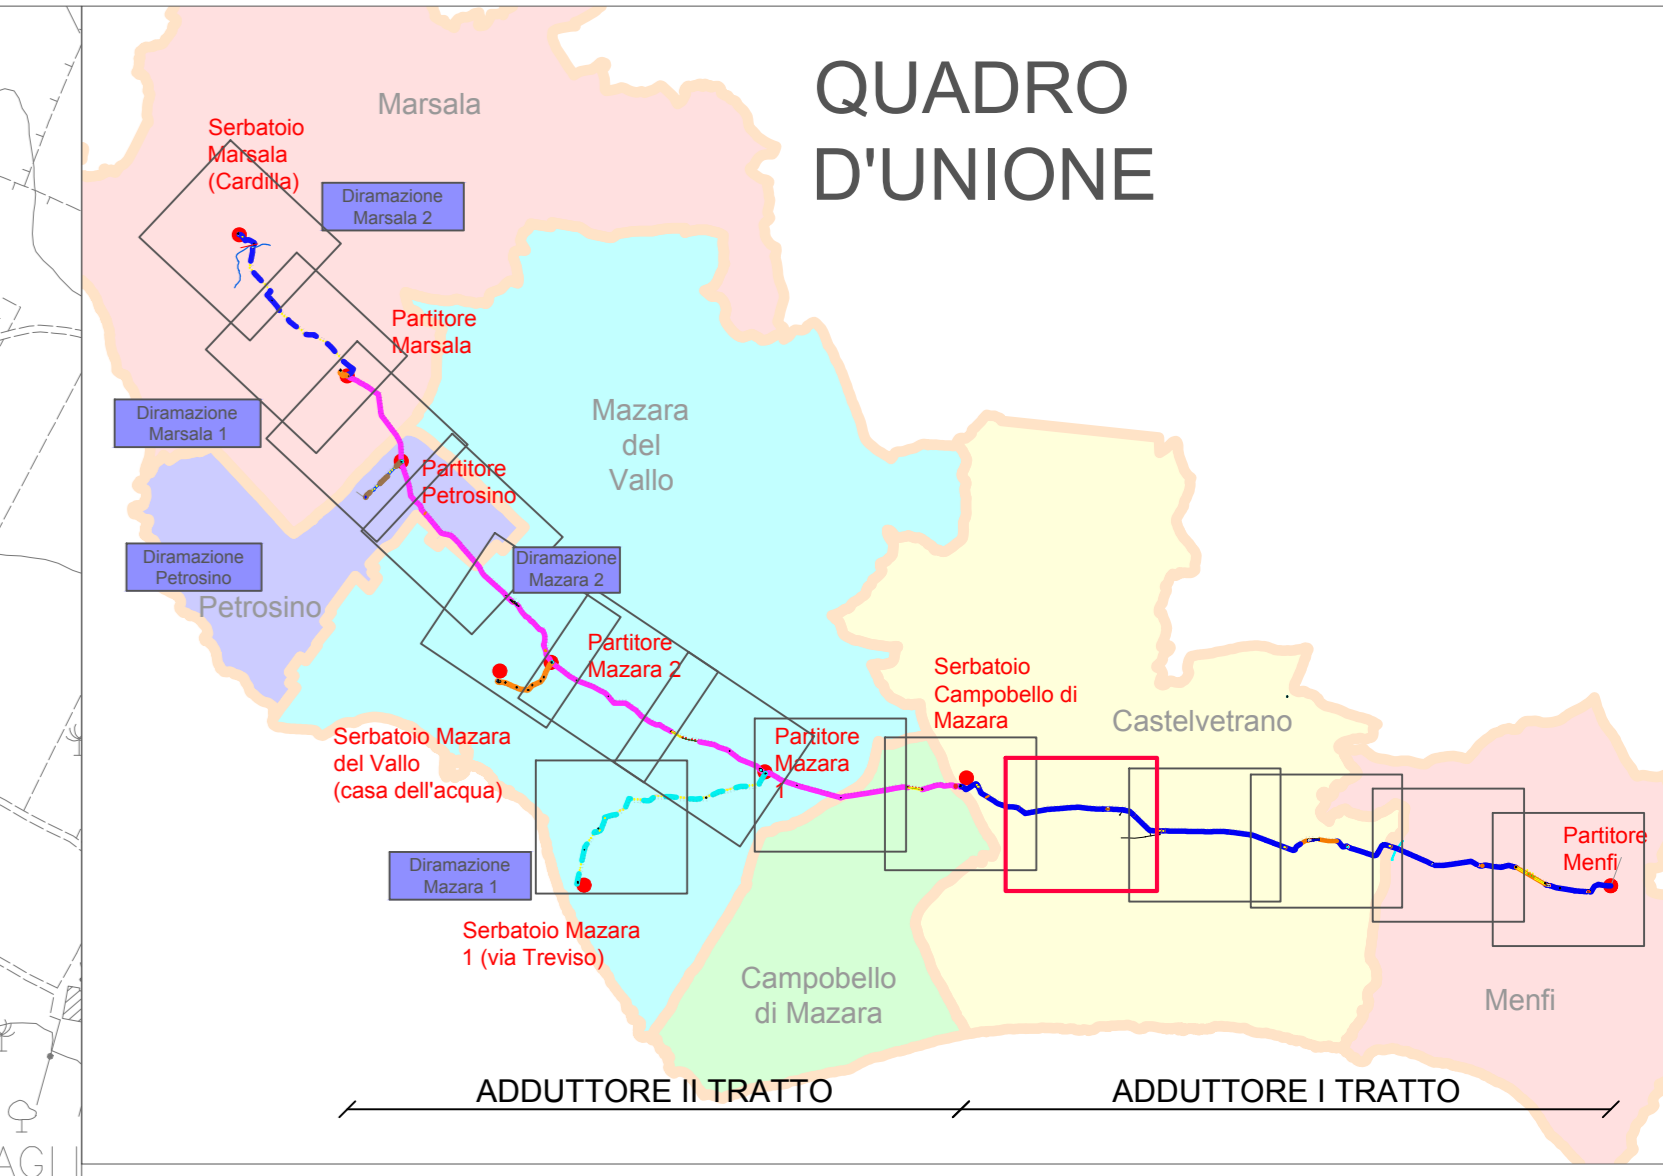 QUADRO
D'UNIONE
Marsala
Serbatoio
Marsala
(Cardilla)
Diramazione
Marsala 2
Partitore
Marsala
Diramazione
Marsala 1
Mazara
del
Vallo
Partitore
Petrosino
Diramazione
Petrosino
Petrosino
Diramazione
Mazara 2
Partitore
Mazara 2
Serbatoio
Campobello di
Mazara
Castelvetrano
Serbatoio Mazara
del Vallo
(casa dell'acqua)
Partitore
Mazara
1
Diramazione
Mazara 1
Partitore
Menfi
Serbatoio Mazara
1 (via Treviso)
Campobello
di Mazara
Menfi
ADDUTTORE II TRATTO
ADDUTTORE I TRATTO